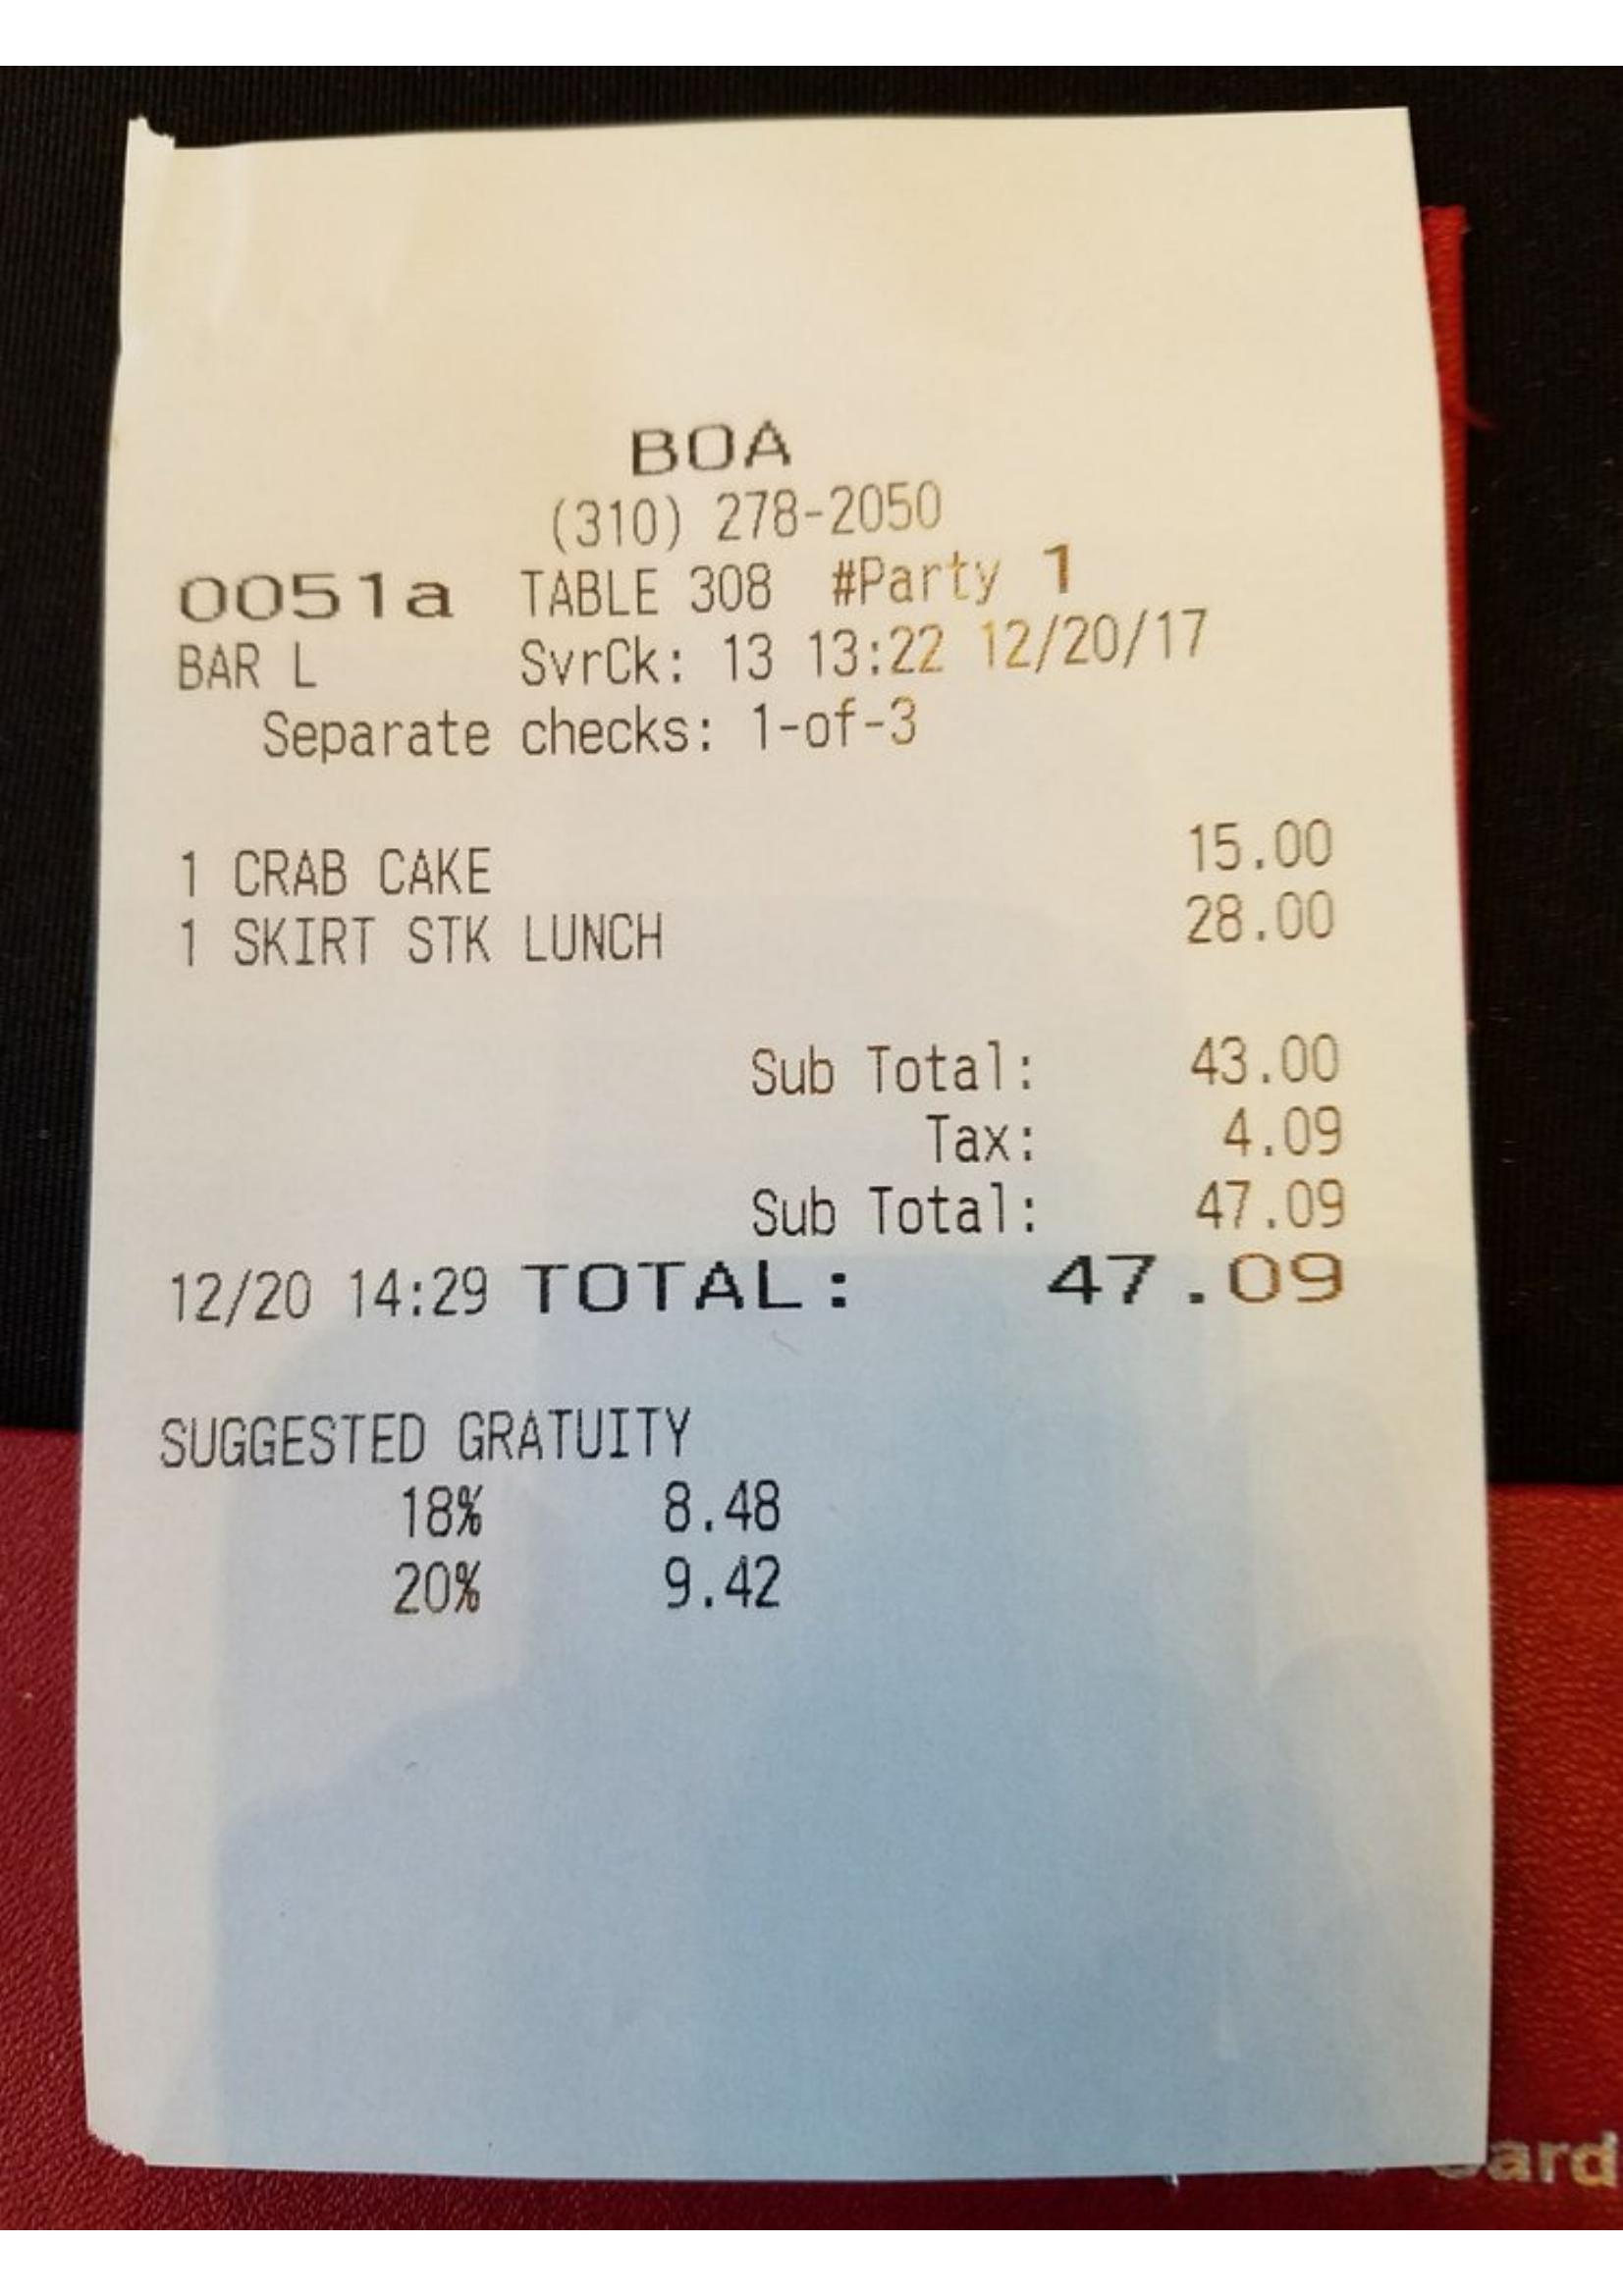 BOA
(310) 278-2050
0051a TABLE 308 #Party 1
BAR L SvrCk: 13 13:22 12/20/17
Separate checks: 1-of-3
1 CRAB CAKE 15.00
1 SKIRT STK LUNCH 28.00
Sub Total: 43.00
Tax: 4.09
Sub Total: 47.09
12/20 14:29 TOTAL: 47.09
SUGGESTED GRATUITY
18% 8.48
20% 9.42